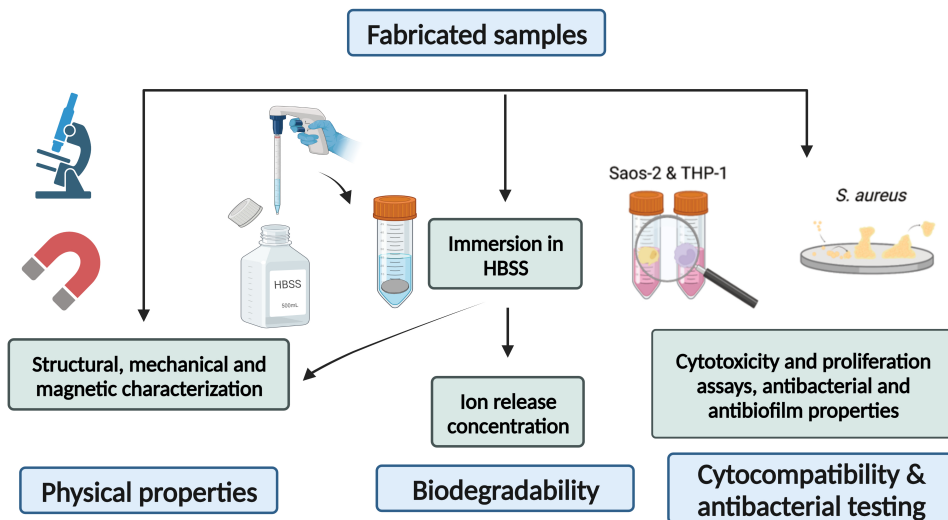 Fabricated samples
Saos-2 & THP-1
S. aureus
HBSS
500mL
Immersion in
HBSS
Structural, mechanical and
magnetic characterization
Ion release
concentration
Cytotoxicity and proliferation
assays, antibacterial and
antibiofilm properties
Physical properties
Biodegradability
Cytocompatibility &
antibacterial testing